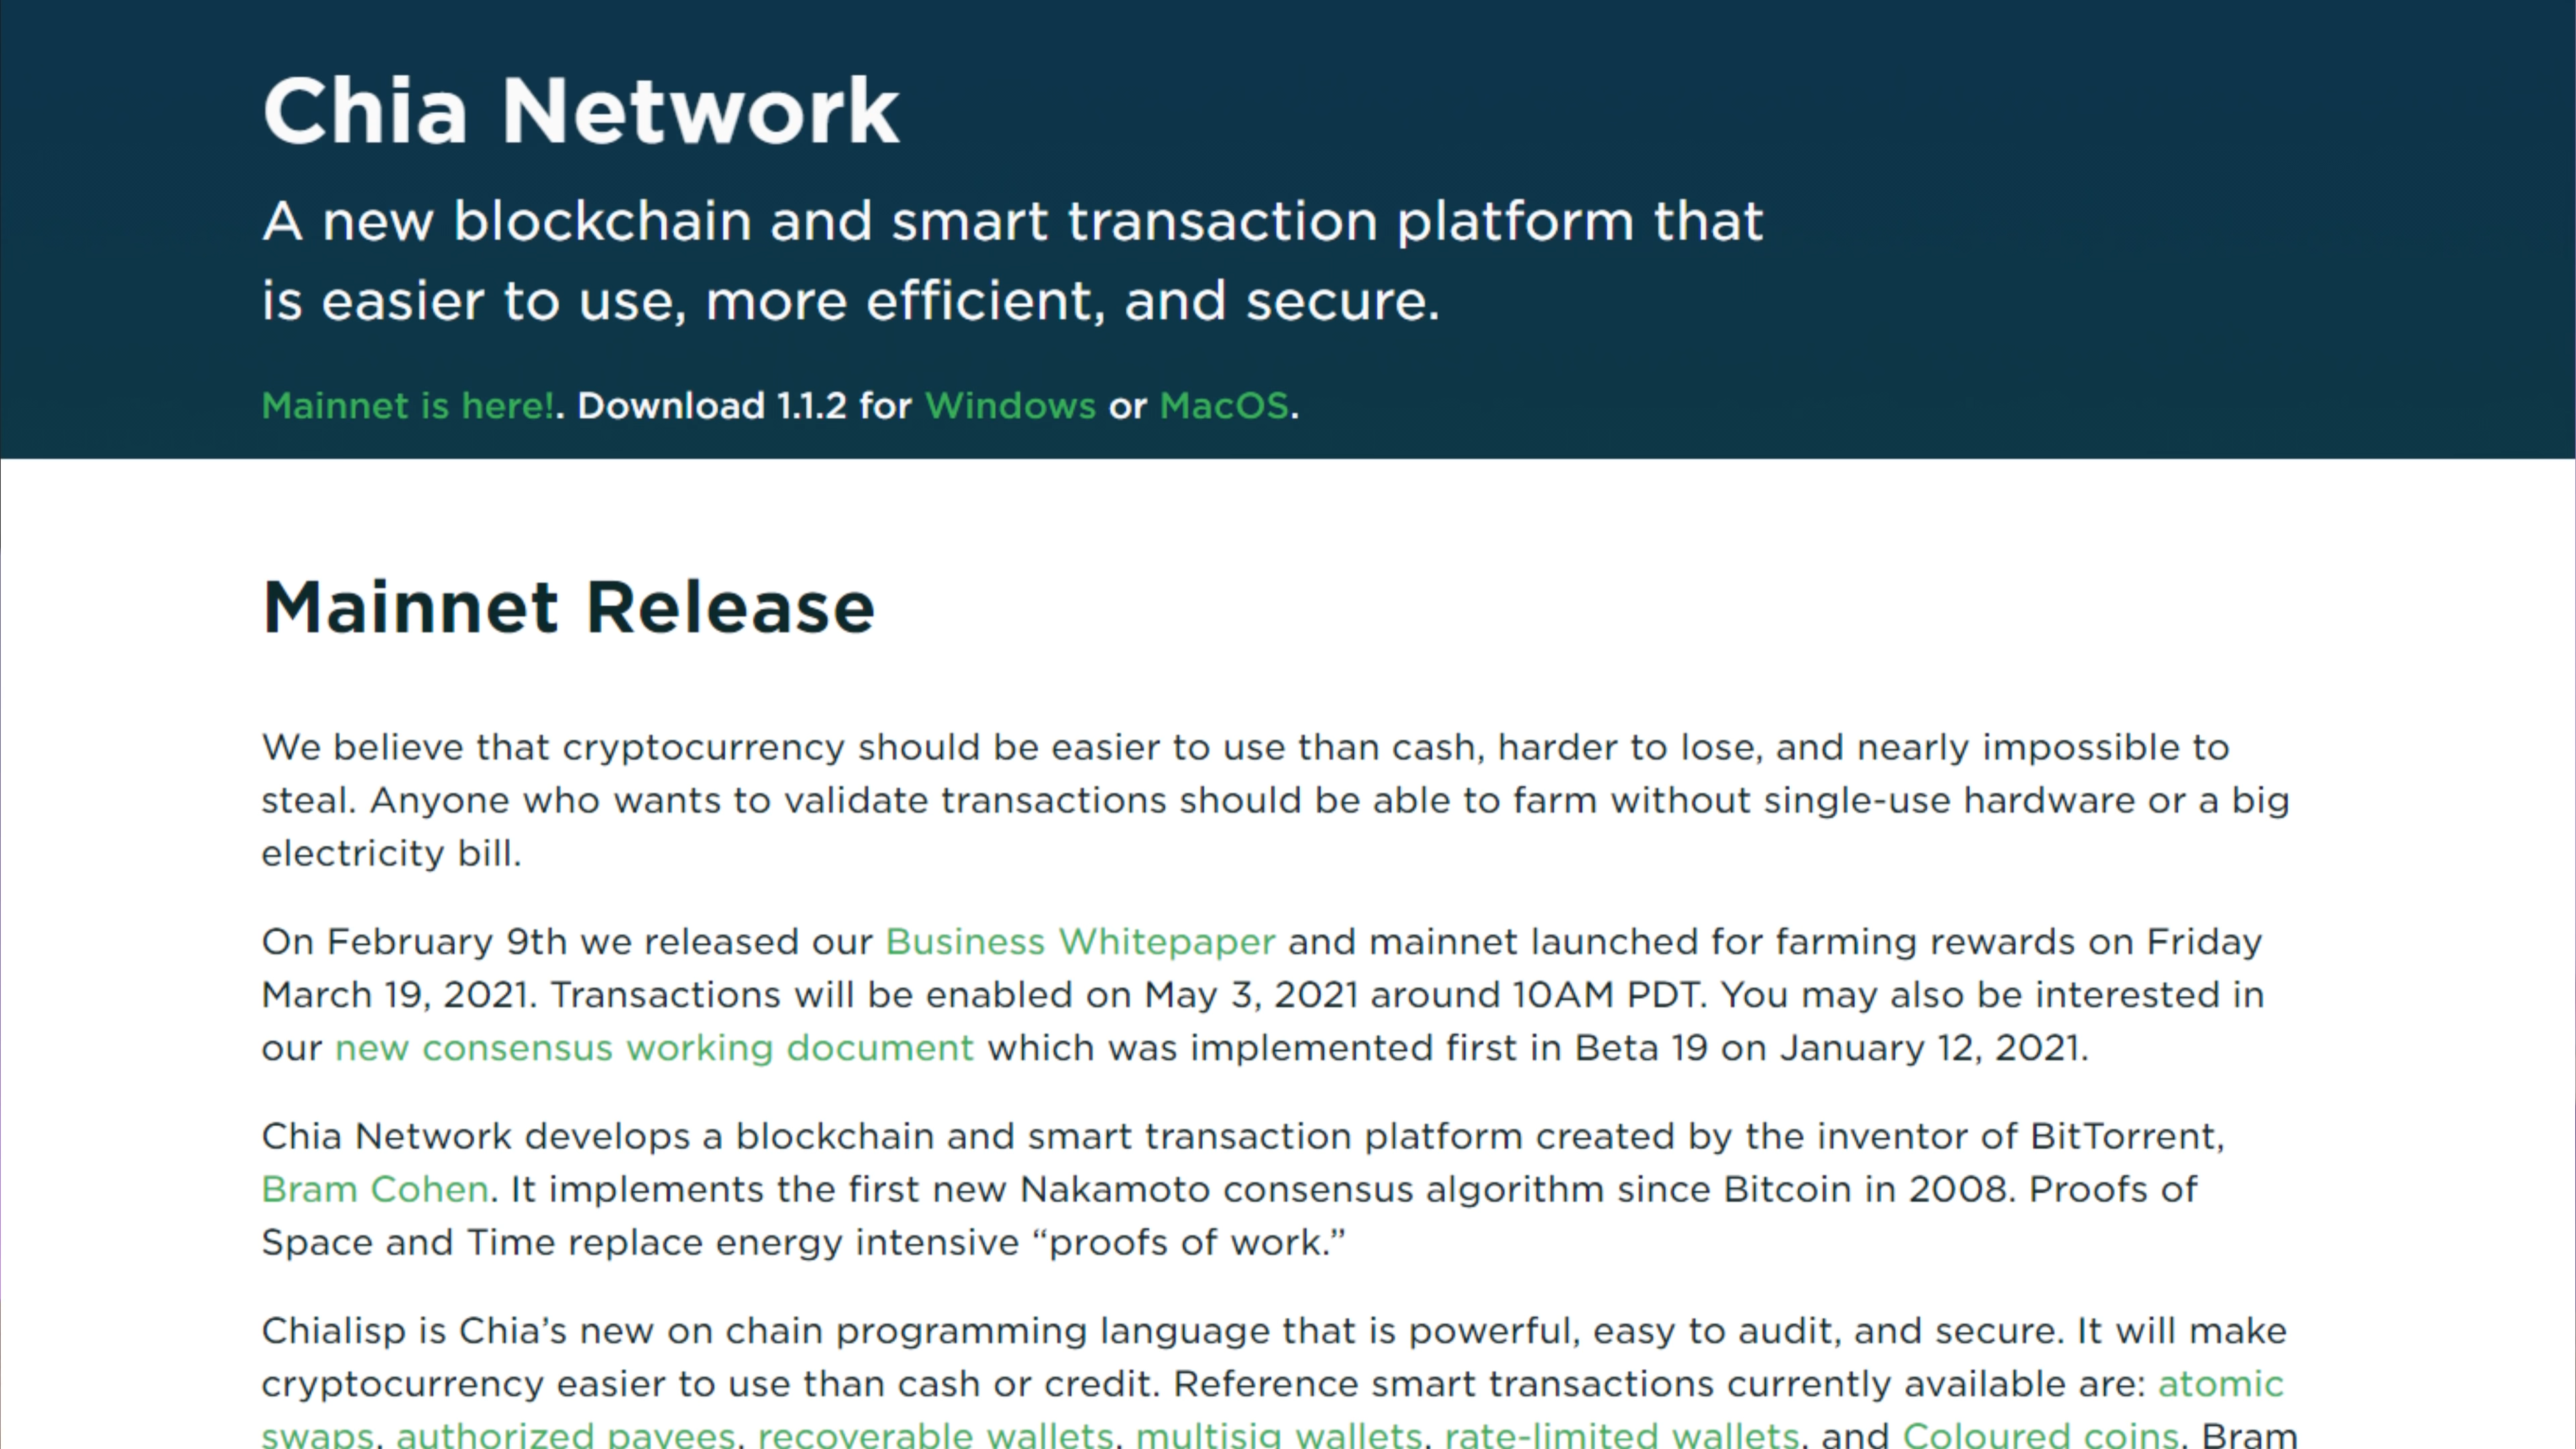 Chia Network
A new blockchain and smart transaction platform that
is easier to use, more efficient, and secure.
Mainnet is here!. Download 1.1.2 for Windows or MacOS.
Mainnet Release
We believe that cryptocurrency should be easier to use than cash, harder to lose, and nearly impossible to
steal. Anyone who wants to validate transactions should be able to farm without single-use hardware or a big
electricity bill.
On February 9th we released our Business Whitepaper and mainnet launched for farming rewards on Friday
March 19, 2021. Transactions will be enabled on May 3, 2021 around 10AM PDT. You may also be interested in
our new consensus working document which was implemented first in Beta 19 on January 12, 2021.
Chia Network develops a blockchain and smart transaction platform created by the inventor of BitTorrent,
Bram Cohen. It implements the first new Nakamoto consensus algorithm since Bitcoin in 2008. Proofs of
Space and Time replace energy intensive “proofs of work.”
Chialisp is Chia’s new on chain programming language that is powerful, easy to audit, and secure. It will make
cryptocurrency easier to use than cash or credit. Reference smart transactions currently available are: atomic
swaps, authorized payees, recoverable wallets, multisig wallets, rate-limited wallets, and Coloured coins. Bram